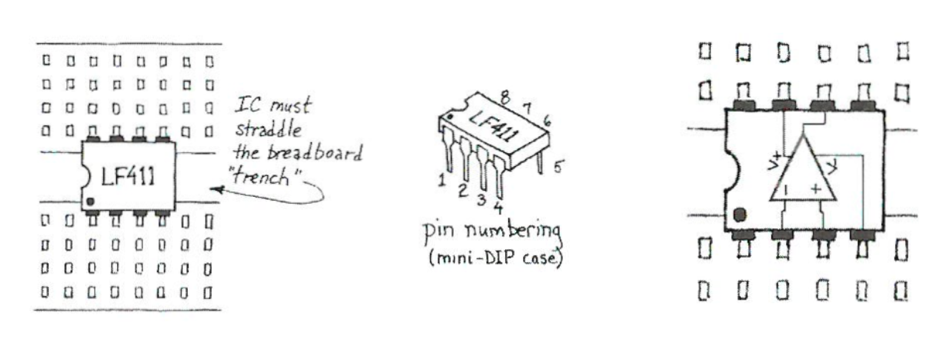 LF411
IC must
straddle
the breadboard
"trench"
8
7
6
LF411
5
1
2
3
4
pin numbering
(mini-DIP case)
V+
V-
- +